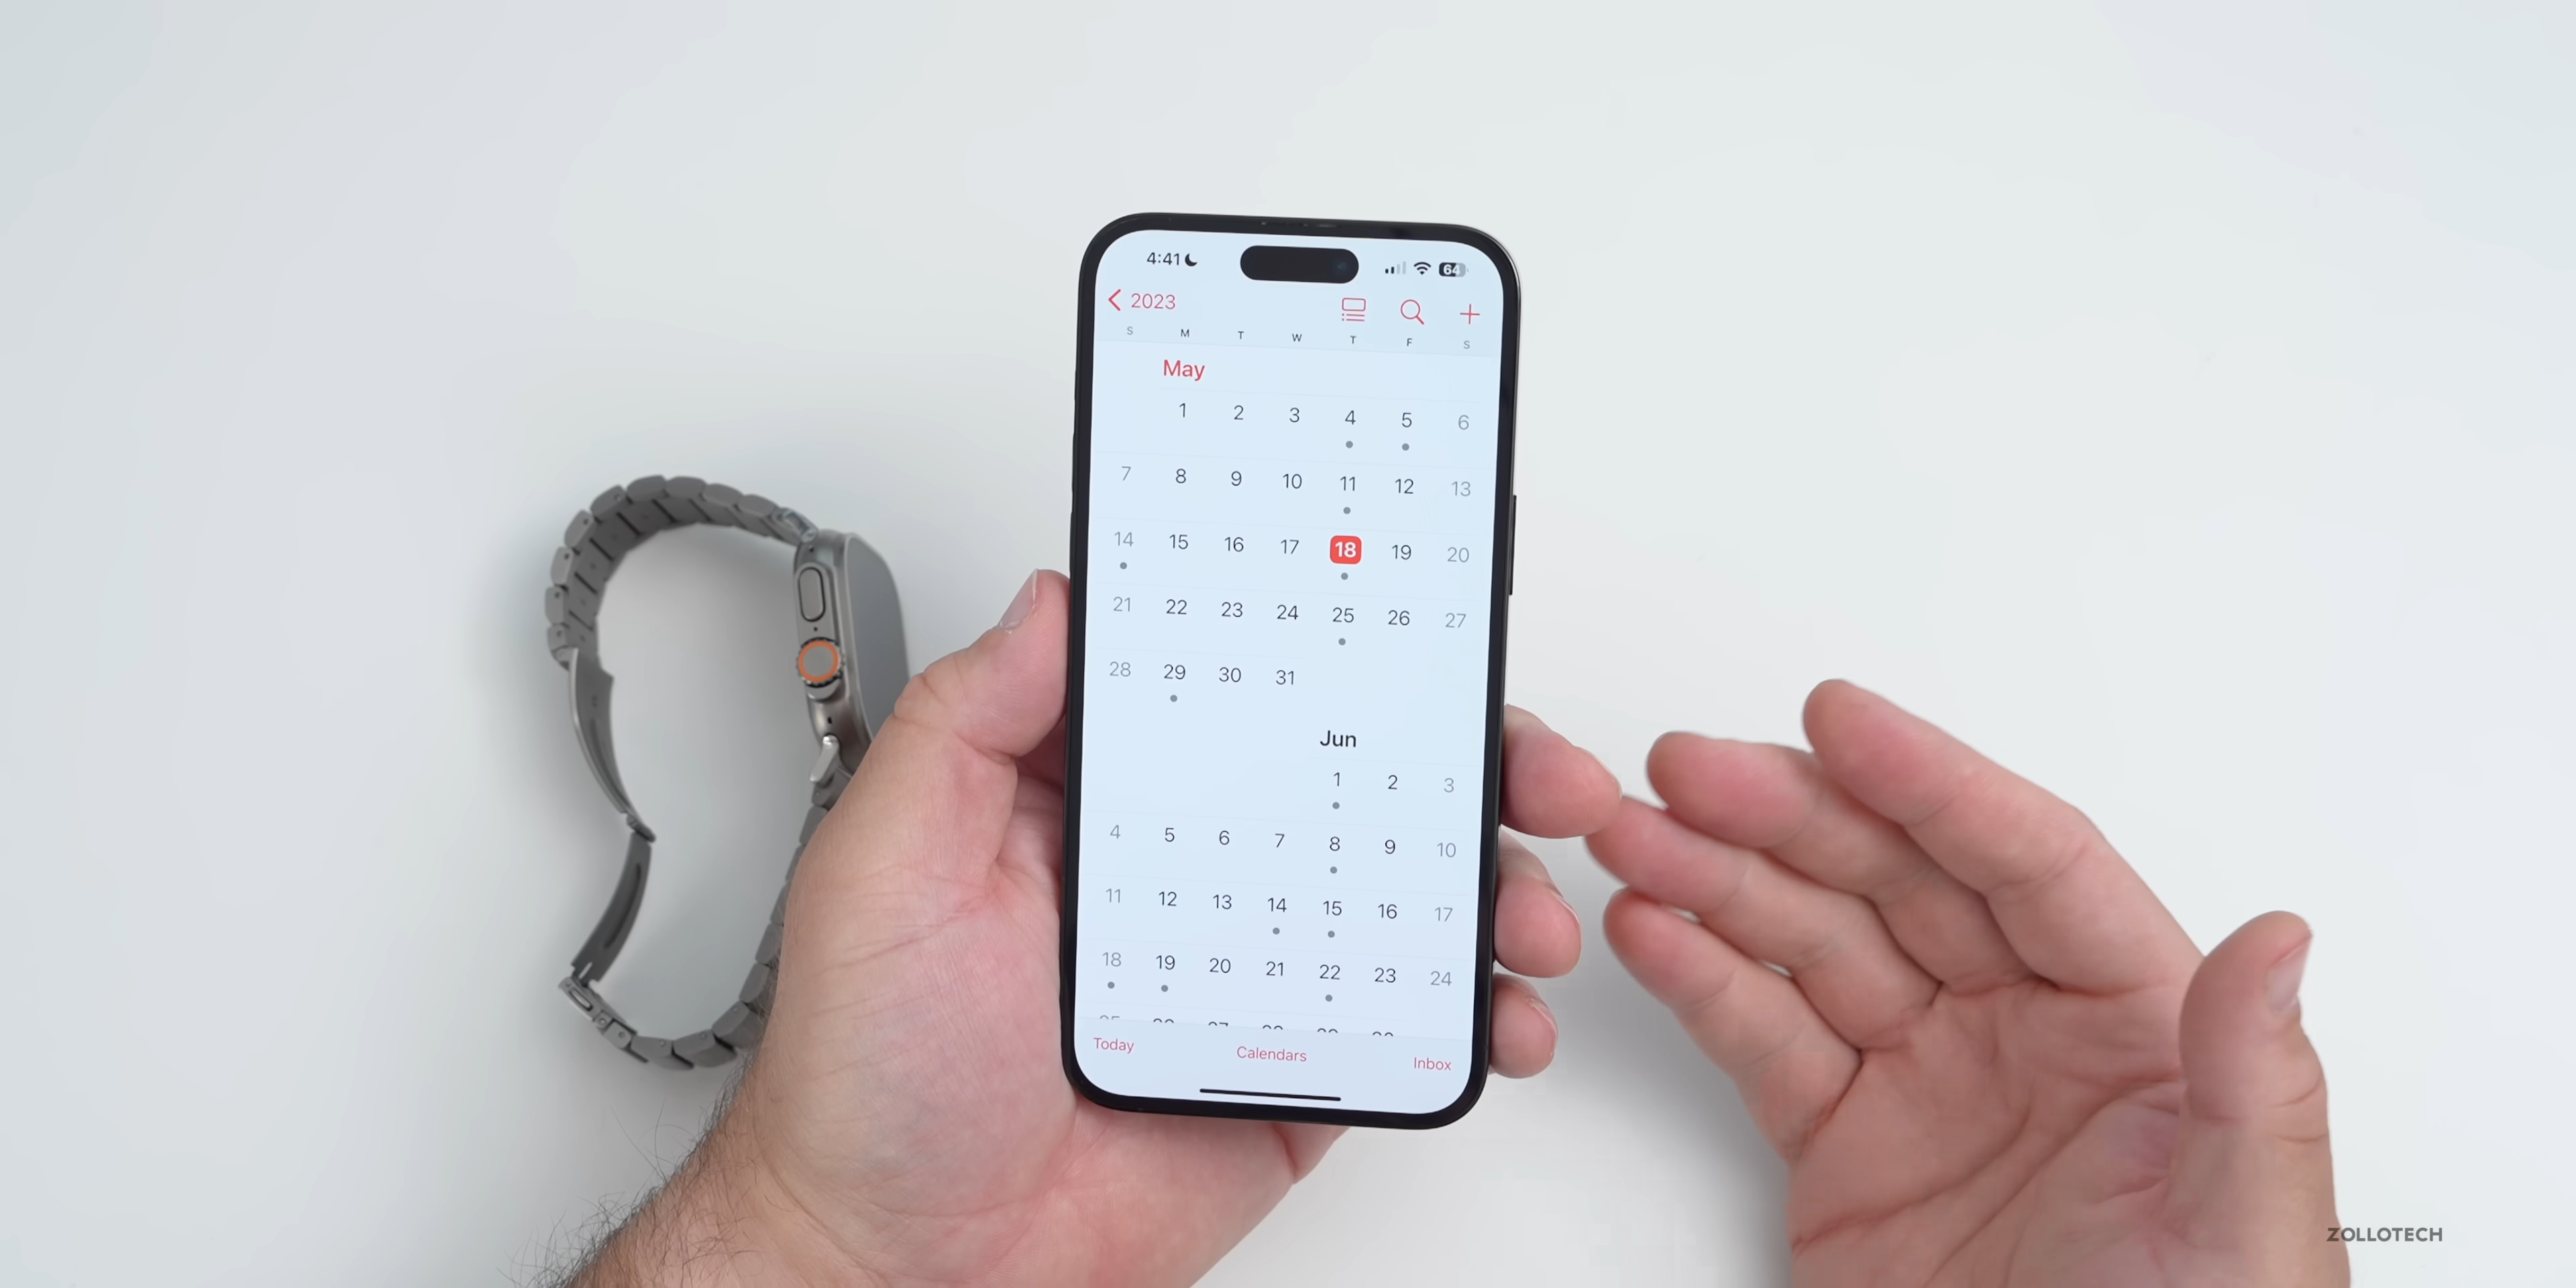 4:41 64
2023
S M T W T F S
May
1 2 3 4 5 6
7 8 9 10 11 12 13
14 15 16 17 18 19 20
21 22 23 24 25 26 27
28 29 30 31
Jun
1 2 3
4 5 6 7 8 9 10
11 12 13 14 15 16 17
18 19 20 21 22 23 24
Today Calendars Inbox
ZOLLOTECH